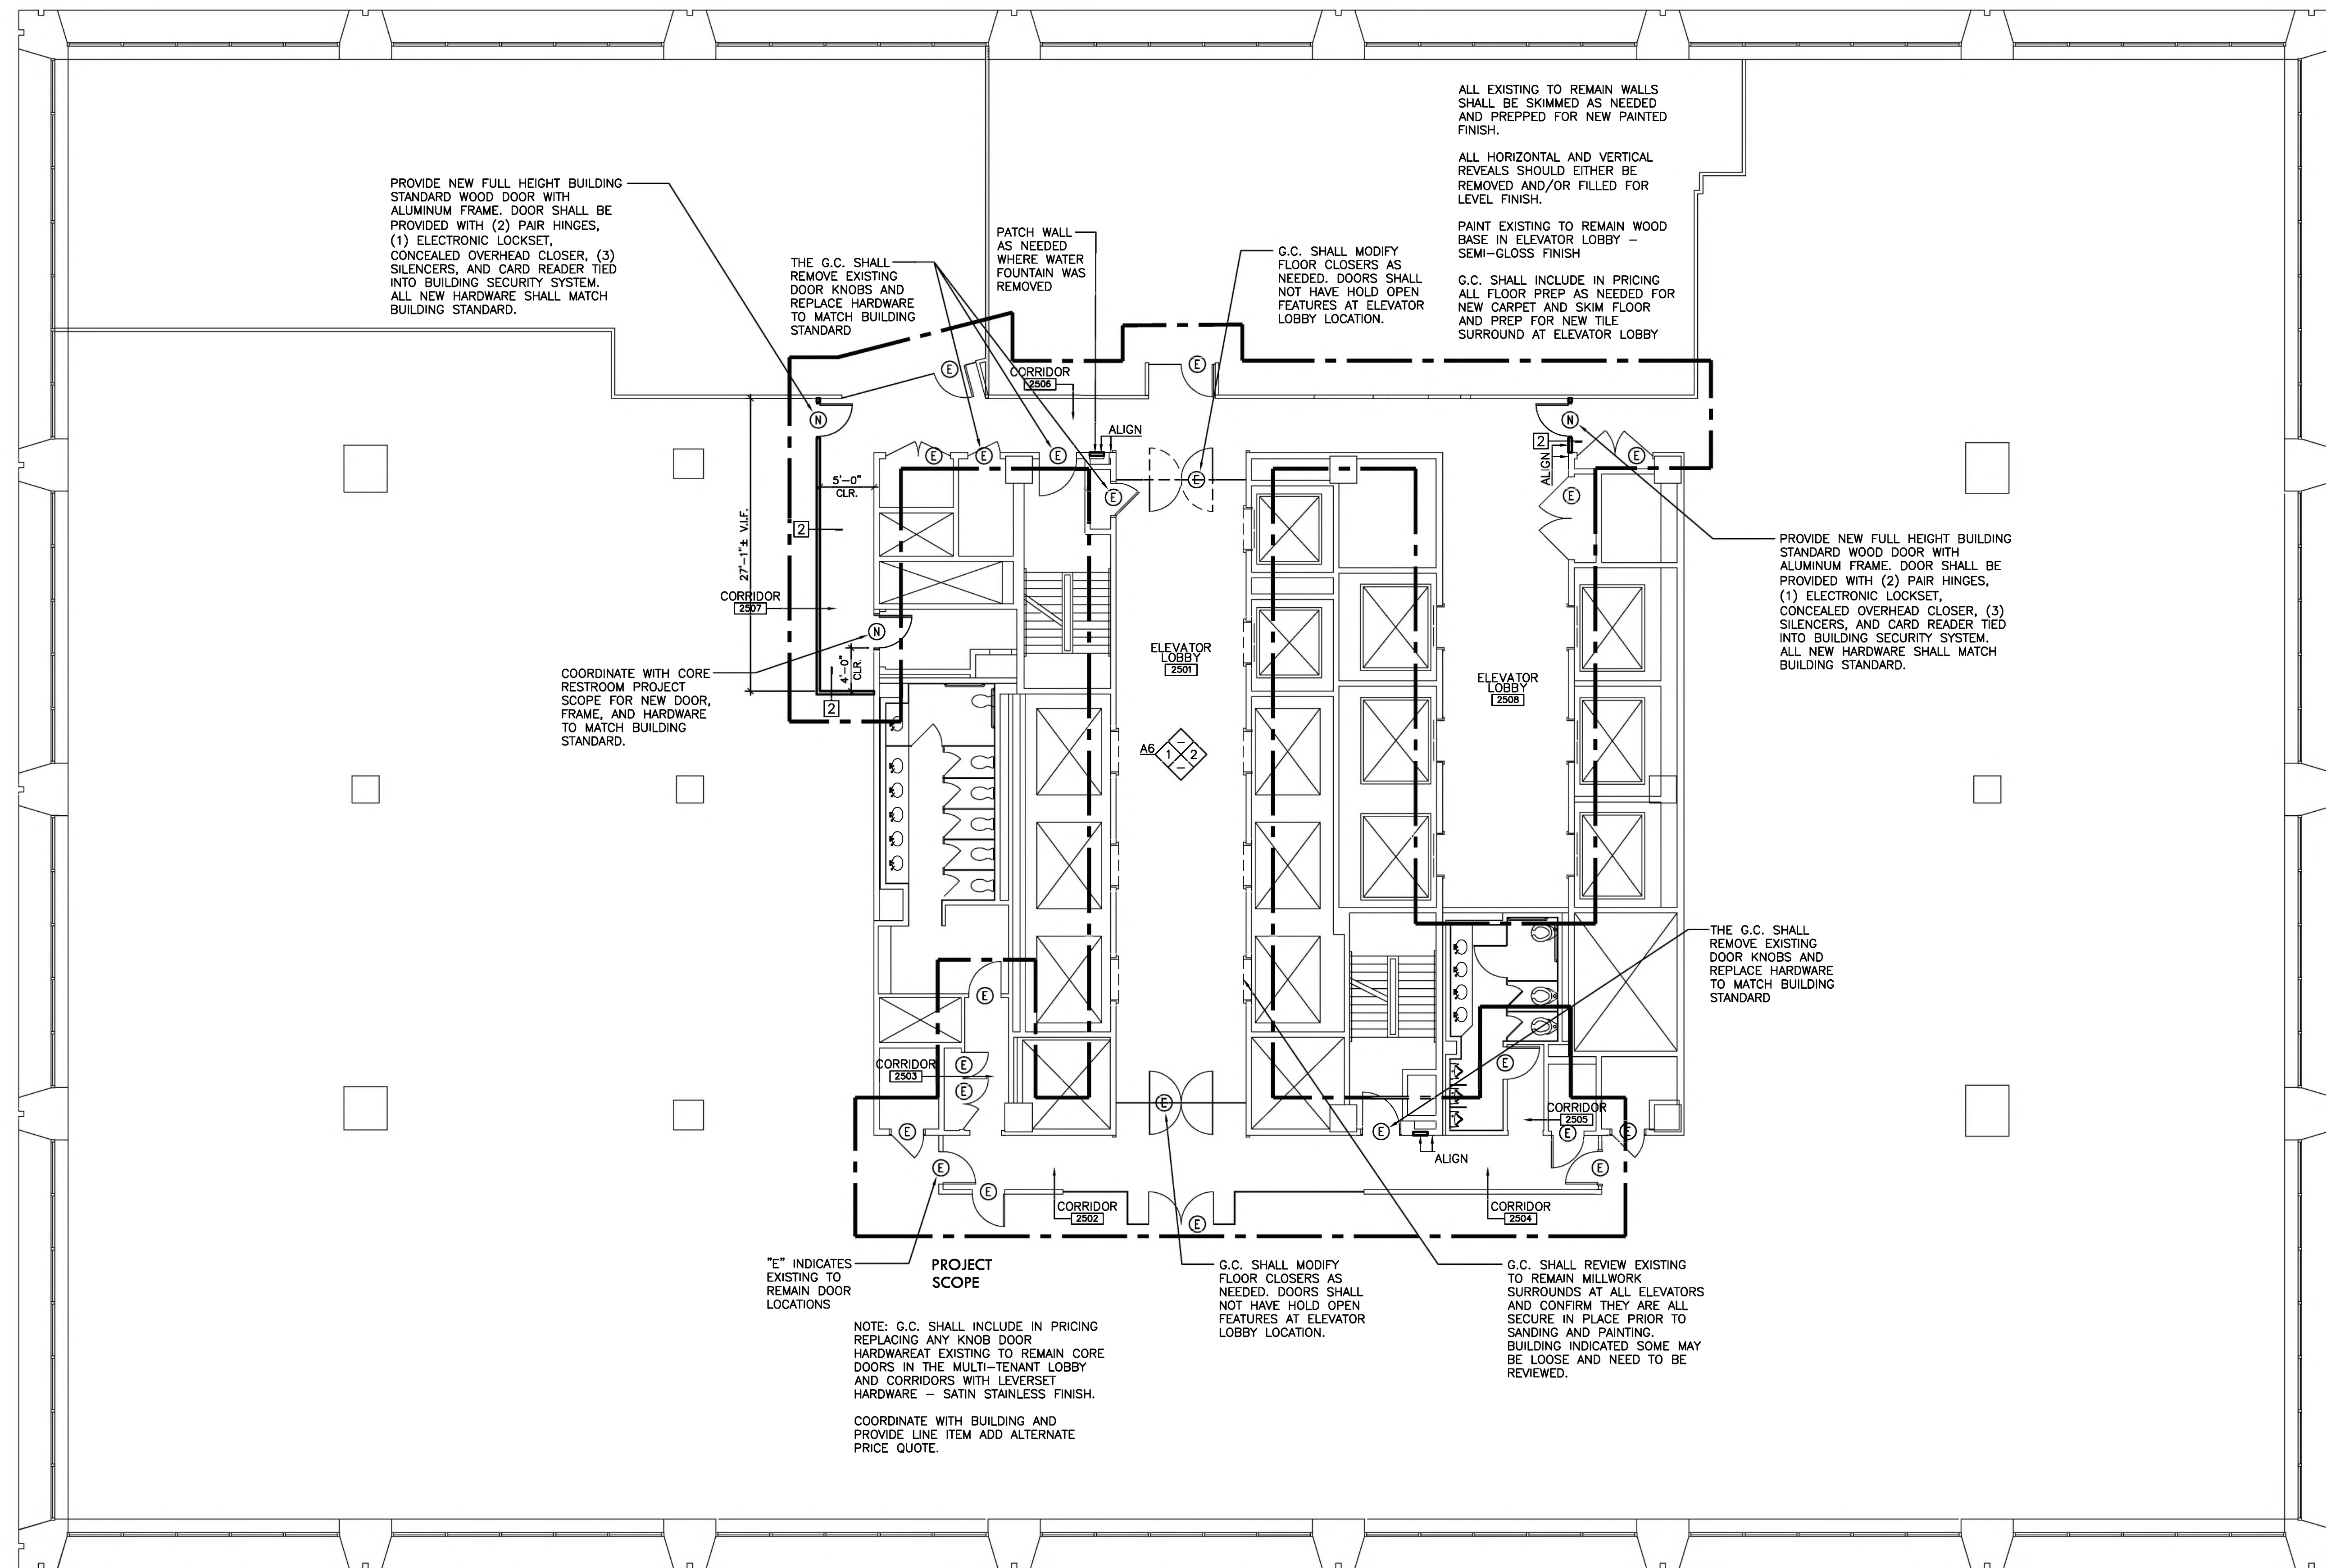 ALL EXISTING TO REMAIN WALLS
SHALL BE SKIMMED AS NEEDED
AND PREPPED FOR NEW PAINTED
FINISH.
ALL HORIZONTAL AND VERTICAL
REVEALS SHOULD EITHER BE
REMOVED AND/OR FILLED FOR
LEVEL FINISH.
PAINT EXISTING TO REMAIN WOOD
BASE IN ELEVATOR LOBBY –
SEMI-GLOSS FINISH
G.C. SHALL INCLUDE IN PRICING
ALL FLOOR PREP AS NEEDED FOR
NEW CARPET AND SKIM FLOOR
AND PREP FOR NEW TILE
SURROUND AT ELEVATOR LOBBY
PROVIDE NEW FULL HEIGHT BUILDING
STANDARD WOOD DOOR WITH
ALUMINUM FRAME. DOOR SHALL BE
PROVIDED WITH (2) PAIR HINGES,
(1) ELECTRONIC LOCKSET,
CONCEALED OVERHEAD CLOSER, (3)
SILENCERS, AND CARD READER TIED
INTO BUILDING SECURITY SYSTEM.
ALL NEW HARDWARE SHALL MATCH
BUILDING STANDARD.
THE G.C. SHALL
REMOVE EXISTING
DOOR KNOBS AND
REPLACE HARDWARE
TO MATCH BUILDING
STANDARD
PATCH WALL
AS NEEDED
WHERE WATER
FOUNTAIN WAS
REMOVED
G.C. SHALL MODIFY
FLOOR CLOSERS AS
NEEDED. DOORS SHALL
NOT HAVE HOLD OPEN
FEATURES AT ELEVATOR
LOBBY LOCATION.
E
CORRIDOR
2506
E
N
ALIGN
N
E
E
E
E
E
2
ALIGN
E
E
E
5'-0"
CLR.
2
27'-1"± V.I.F.
CORRIDOR
2507
N
4'-0"
CLR.
2
COORDINATE WITH CORE
RESTROOM PROJECT
SCOPE FOR NEW DOOR,
FRAME, AND HARDWARE
TO MATCH BUILDING
STANDARD.
ELEVATOR
LOBBY
2501
A6
–
1
2
–
ELEVATOR
LOBBY
2508
PROVIDE NEW FULL HEIGHT BUILDING
STANDARD WOOD DOOR WITH
ALUMINUM FRAME. DOOR SHALL BE
PROVIDED WITH (2) PAIR HINGES,
(1) ELECTRONIC LOCKSET,
CONCEALED OVERHEAD CLOSER, (3)
SILENCERS, AND CARD READER TIED
INTO BUILDING SECURITY SYSTEM.
ALL NEW HARDWARE SHALL MATCH
BUILDING STANDARD.
THE G.C. SHALL
REMOVE EXISTING
DOOR KNOBS AND
REPLACE HARDWARE
TO MATCH BUILDING
STANDARD
E
E
CORRIDOR
2503
E
E
E
E
CORRIDOR
2505
E
E
E
E
E
ALIGN
E
E
CORRIDOR
2502
E
CORRIDOR
2504
"E" INDICATES
EXISTING TO
REMAIN DOOR
LOCATIONS
PROJECT
SCOPE
G.C. SHALL MODIFY
FLOOR CLOSERS AS
NEEDED. DOORS SHALL
NOT HAVE HOLD OPEN
FEATURES AT ELEVATOR
LOBBY LOCATION.
G.C. SHALL REVIEW EXISTING
TO REMAIN MILLWORK
SURROUNDS AT ALL ELEVATORS
AND CONFIRM THEY ARE ALL
SECURE IN PLACE PRIOR TO
SANDING AND PAINTING.
BUILDING INDICATED SOME MAY
BE LOOSE AND NEED TO BE
REVIEWED.
NOTE: G.C. SHALL INCLUDE IN PRICING
REPLACING ANY KNOB DOOR
HARDWAREAT EXISTING TO REMAIN CORE
DOORS IN THE MULTI-TENANT LOBBY
AND CORRIDORS WITH LEVERSET
HARDWARE – SATIN STAINLESS FINISH.
COORDINATE WITH BUILDING AND
PROVIDE LINE ITEM ADD ALTERNATE
PRICE QUOTE.